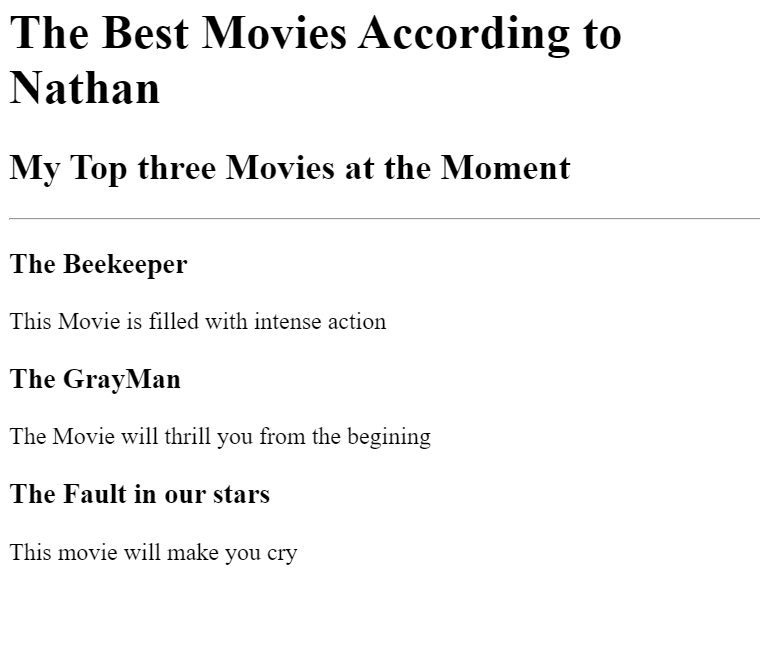 The Best Movies According to
Nathan
My Top three Movies at the Moment
The Beekeeper
This Movie is filled with intense action
The GrayMan
The Movie will thrill you from the begining
The Fault in our stars
This movie will make you cry